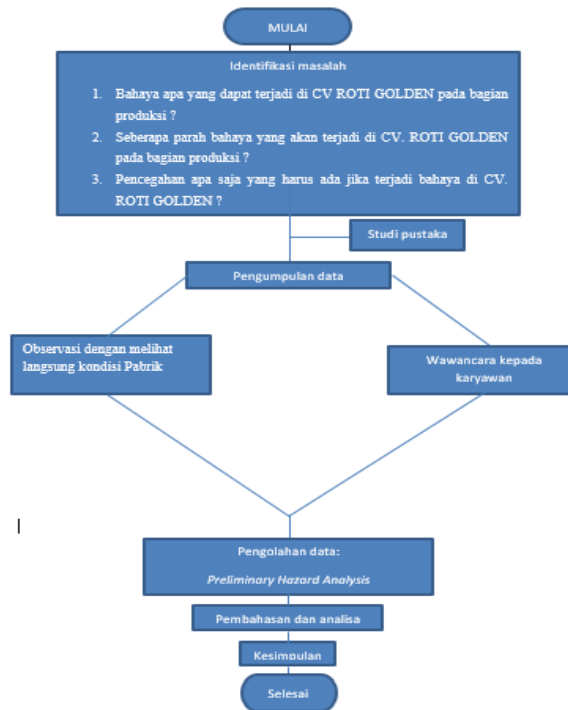 MULAI
Identifikasi masalah
1. Bahaya apa yang dapat terjadi di CV ROTI GOLDEN pada bagian
produksi ?
2. Seberapa parah bahaya yang akan terjadi di CV. ROTI GOLDEN
pada bagian produksi ?
3. Pencegahan apa saja yang harus ada jika terjadi bahaya di CV.
ROTI GOLDEN ?
Studi pustaka
Pengumpulan data
Observasi dengan melihat
langsung kondisi Pabrik
Wawancara kepada
karyawan
Pengolahan data:
Preliminary Hazard Analysis
Pembahasan dan analisa
Kesimpulan
Selesai